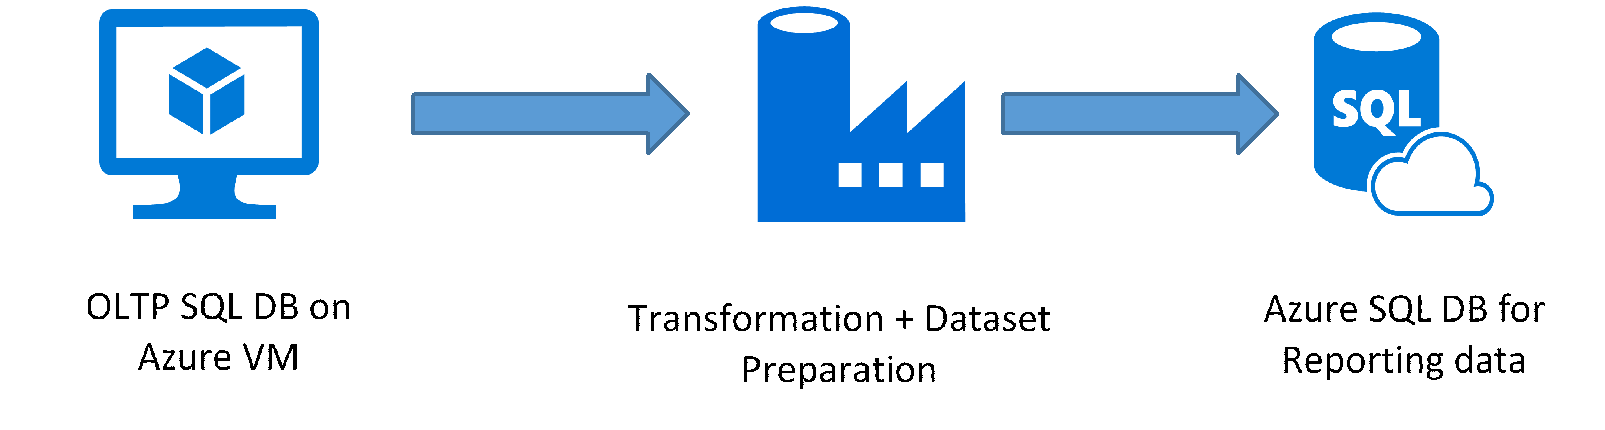 SQL
OLTP SQL DB on
Azure VM
Transformation + Dataset
Preparation
Azure SQL DB for
Reporting data